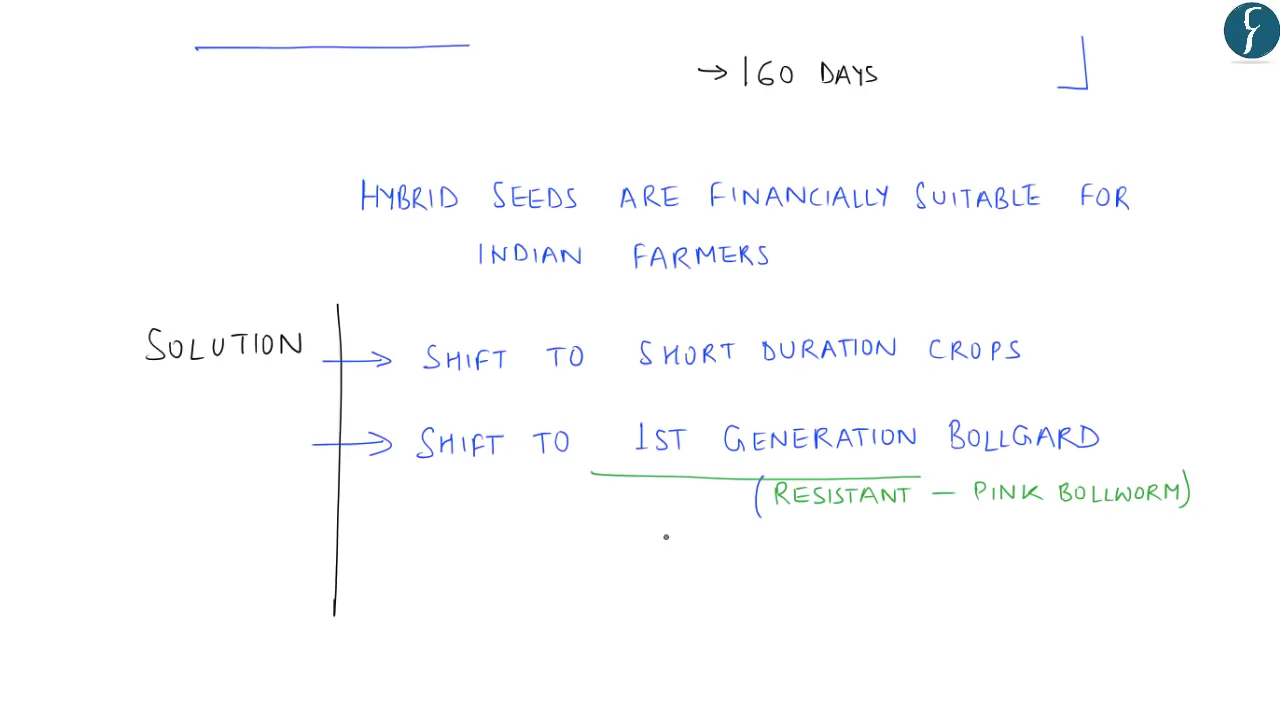 → 160 DAYS
HYBRID SEEDS ARE FINANCIALLY SUITABLE FOR
INDIAN FARMERS
SOLUTION
→ SHIFT TO SHORT DURATION CROPS
→ SHIFT TO 1ST GENERATION BOLLGARD
(RESISTANT — PINK BOLLWORM)